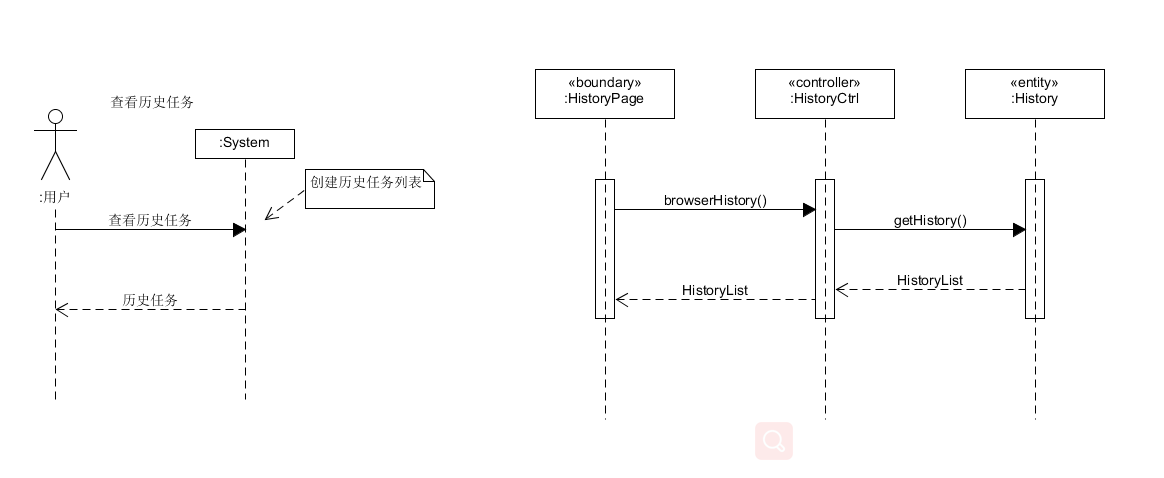 查看历史任务
:用户
:System
创建历史任务列表
查看历史任务
历史任务
«boundary»
:HistoryPage
«controller»
:HistoryCtrl
«entity»
:History
browserHistory()
getHistory()
HistoryList
HistoryList